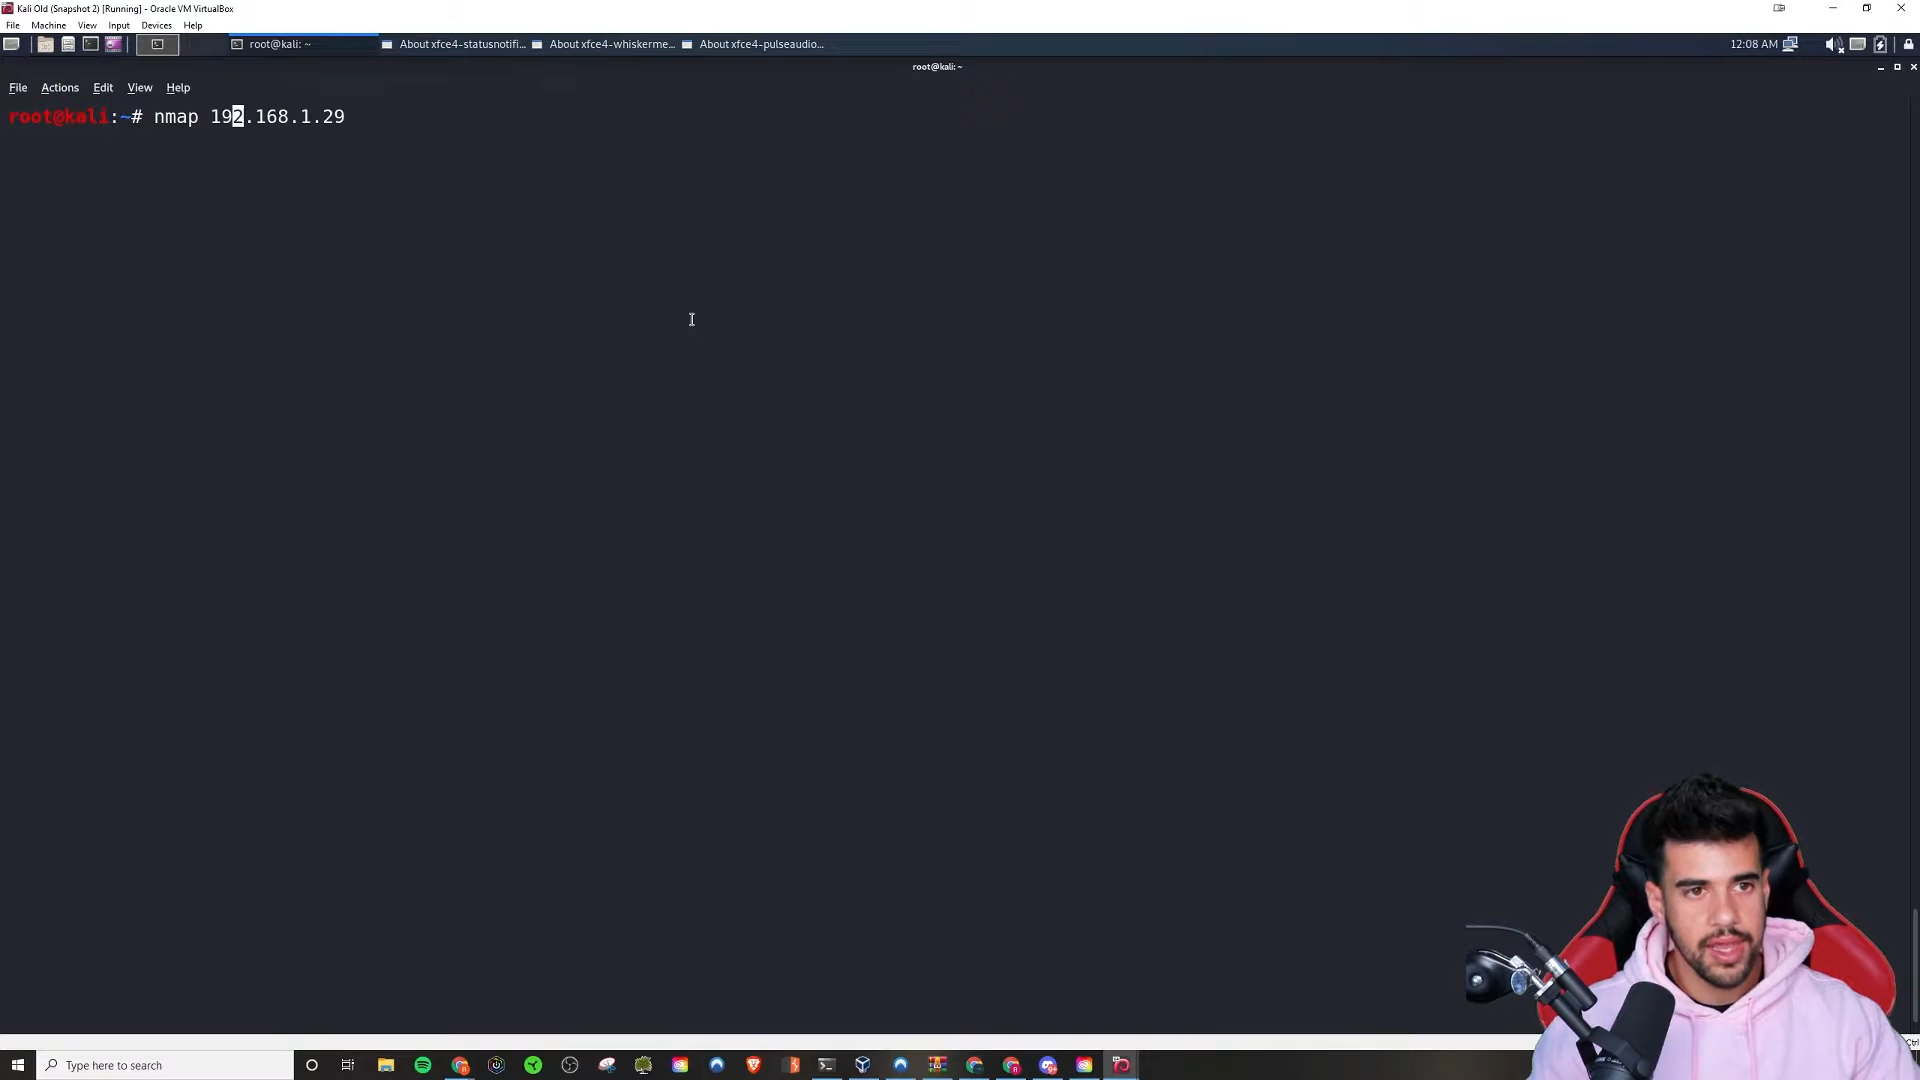 Kali Old (Snapshot 2) [Running] - Oracle VM VirtualBox
File Machine View Input Devices Help
root@kali: ~ About xfce4-statusnotifi... About xfce4-whiskerme... About xfce4-pulseaudio... 12:08 AM
root@kali: ~
File Actions Edit View Help
root@kali:~# nmap 192.168.1.29
Ctrl
Type here to search